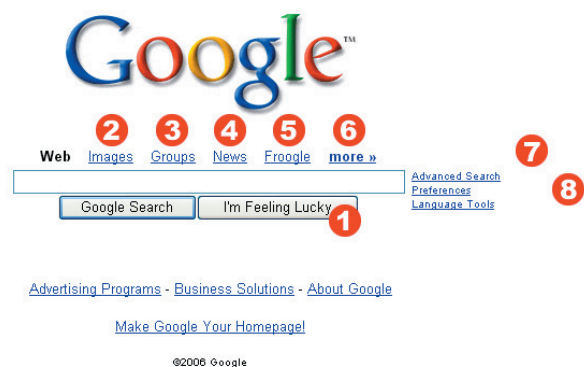 Google™
2 3 4 5 6
Web Images Groups News Froogle more »
7
Advanced Search
Preferences
8
Language Tools
Google Search I'm Feeling Lucky 1
Advertising Programs - Business Solutions - About Google
Make Google Your Homepage!
©2006 Google